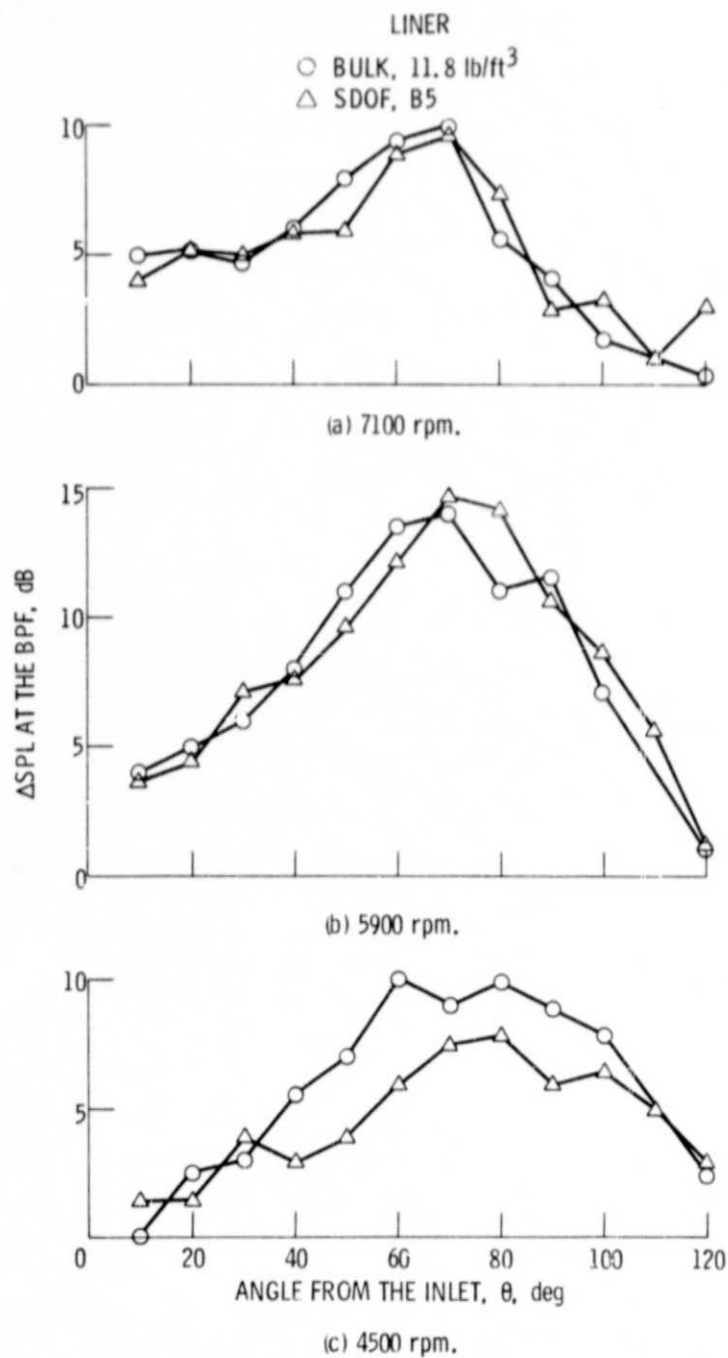 LINER
○ BULK, 11.8 lb/ft³
△ SDOF, B5
10
5
0
(a) 7100 rpm.
15
10
5
0
ΔSPL AT THE BPF, dB
(b) 5900 rpm.
10
5
0 20 40 60 80 100 120
ANGLE FROM THE INLET, θ, deg
(c) 4500 rpm.